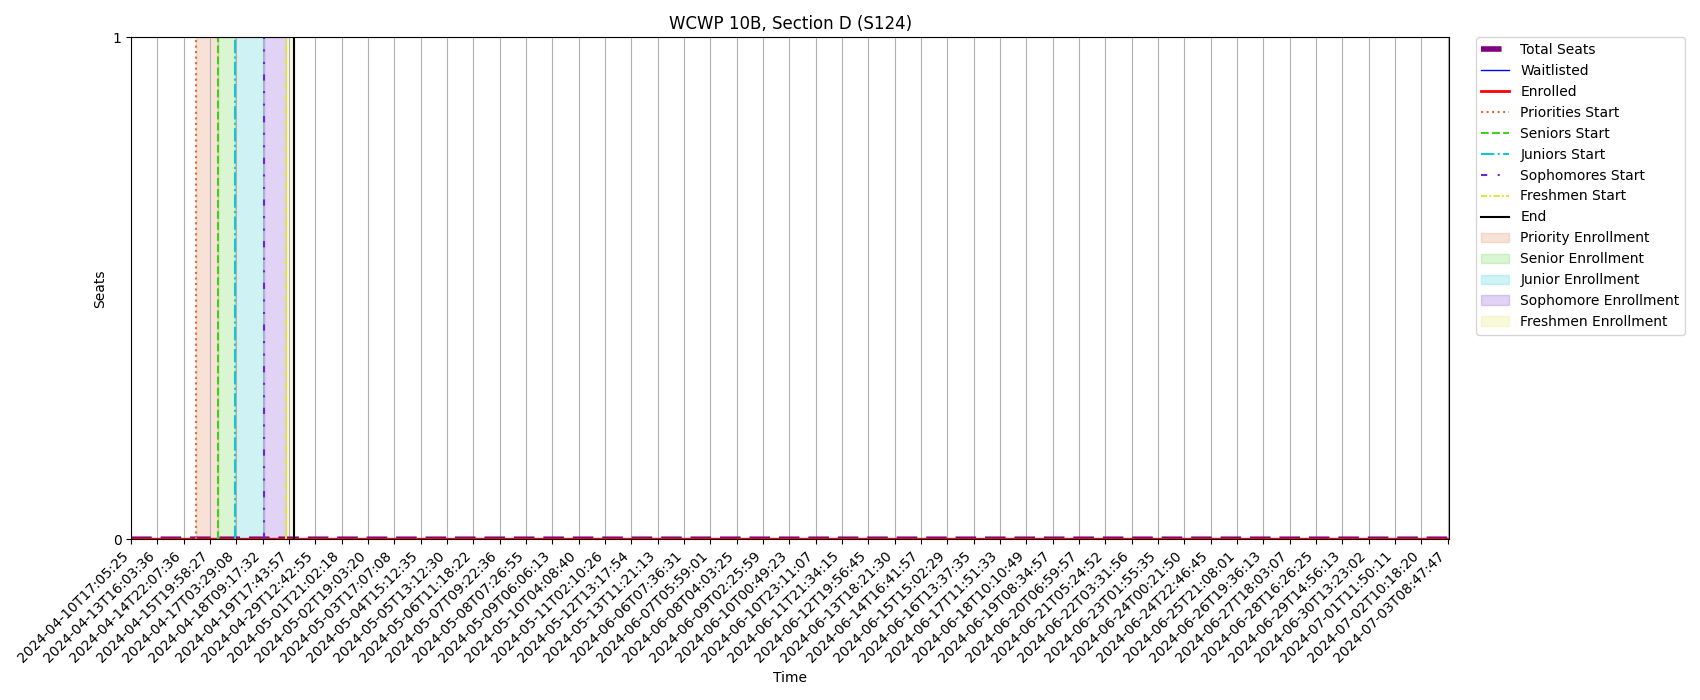 WCWP 10B, Section D (S124)
1
0
Seats
2024-04-10T17:05:25
2024-04-13T16:03:36
2024-04-14T22:07:36
2024-04-15T19:58:27
2024-04-17T03:29:08
2024-04-18T09:17:32
2024-04-19T17:43:57
2024-04-29T12:42:55
2024-05-01T21:02:18
2024-05-02T19:03:20
2024-05-03T17:07:08
2024-05-04T15:12:35
2024-05-05T13:12:30
2024-05-06T11:18:22
2024-05-07T09:22:36
2024-05-08T07:26:55
2024-05-09T06:06:13
2024-05-10T04:08:40
2024-05-11T02:10:26
2024-05-12T13:17:54
2024-05-13T11:21:13
2024-06-06T07:36:31
2024-06-07T05:59:01
2024-06-08T04:03:25
2024-06-09T02:25:59
2024-06-10T00:49:23
2024-06-10T23:11:07
2024-06-11T21:34:15
2024-06-12T19:56:45
2024-06-13T18:21:30
2024-06-14T16:41:57
2024-06-15T15:02:29
2024-06-16T13:37:35
2024-06-17T11:51:33
2024-06-18T10:10:49
2024-06-19T08:34:57
2024-06-20T06:59:57
2024-06-21T05:24:52
2024-06-22T03:31:56
2024-06-23T01:55:35
2024-06-24T00:21:50
2024-06-24T22:46:45
2024-06-25T21:08:01
2024-06-26T19:36:13
2024-06-27T18:03:07
2024-06-28T16:26:25
2024-06-29T14:56:13
2024-06-30T13:23:02
2024-07-01T11:50:11
2024-07-02T10:18:20
2024-07-03T08:47:47
Time
Total Seats
Waitlisted
Enrolled
Priorities Start
Seniors Start
Juniors Start
Sophomores Start
Freshmen Start
End
Priority Enrollment
Senior Enrollment
Junior Enrollment
Sophomore Enrollment
Freshmen Enrollment